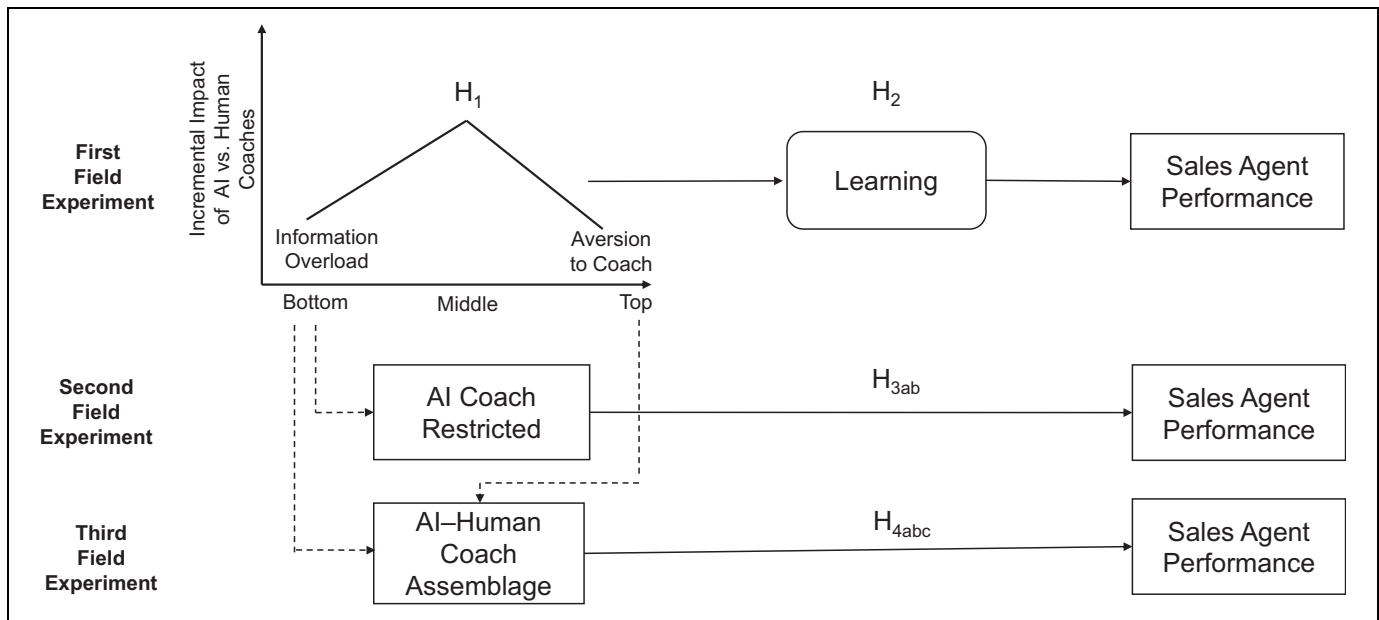 First
Field
Experiment
Incremental Impact
of AI vs. Human
Coaches
H1
Information
Overload
Aversion
to Coach
Bottom
Middle
Top
H2
Learning
Sales Agent
Performance
Second
Field
Experiment
AI Coach
Restricted
H3ab
Sales Agent
Performance
Third
Field
Experiment
AI–Human
Coach
Assemblage
H4abc
Sales Agent
Performance